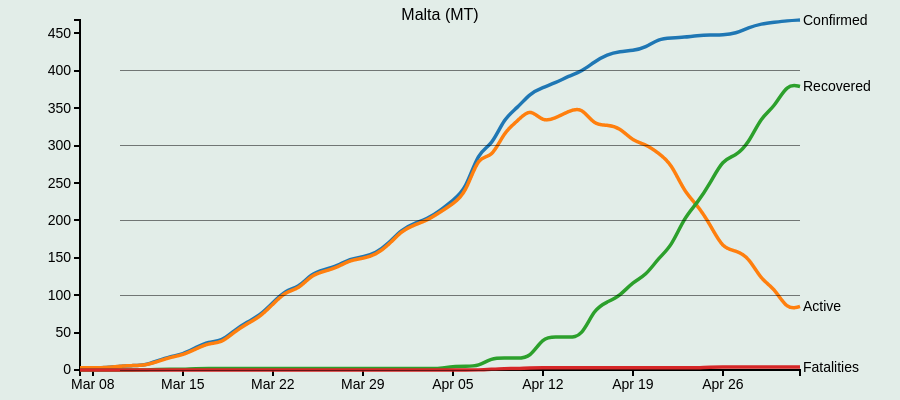 Malta (MT)
Confirmed
450
400
Recovered
350
300
250
200
150
100
Active
50
0
Fatalities
Mar 08 Mar 15 Mar 22 Mar 29 Apr 05 Apr 12 Apr 19 Apr 26